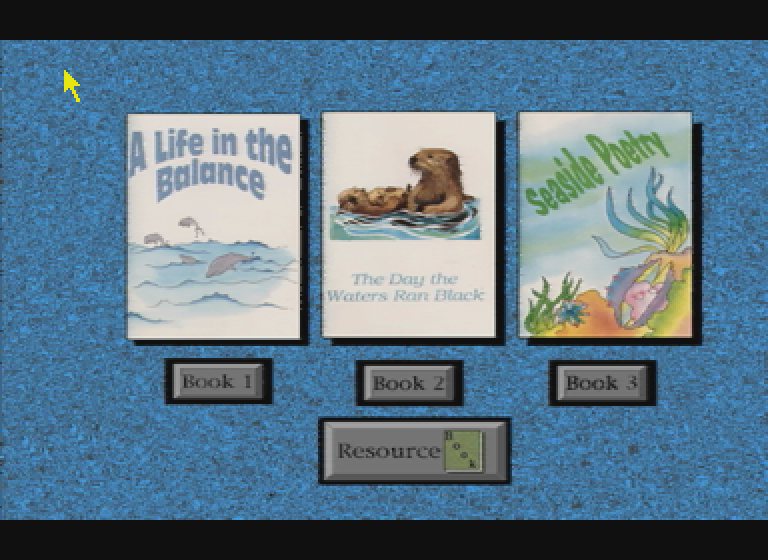 A Life in the
Balance
The Day the
Waters Ran Black
Seaside Poetry
Book 1
Book 2
Book 3
Resource
Book